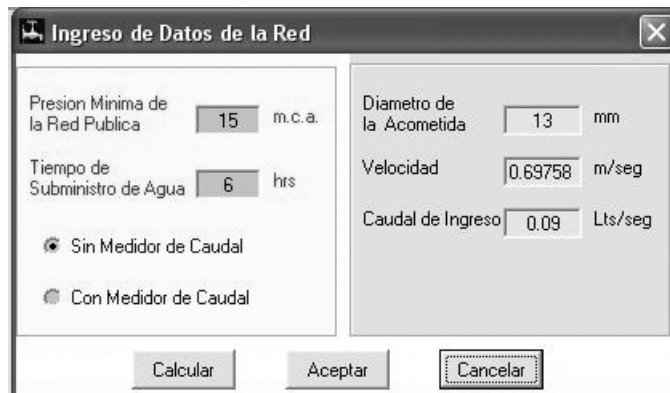 Ingreso de Datos de la Red
Presion Minima de
la Red Publica
15
m.c.a.
Tiempo de
Subministro de Agua
6
hrs
Sin Medidor de Caudal
Con Medidor de Caudal
Diametro de
la Acometida
13
mm
Velocidad
0.69758
m/seg
Caudal de Ingreso
0.09
Lts/seg
Calcular
Aceptar
Cancelar